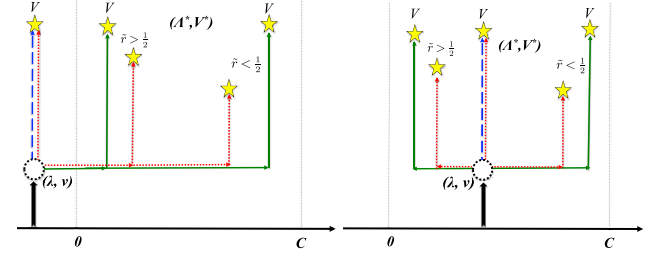 V V (Λ*,V*) V
r̃ > 1/2
r̃ < 1/2
(λ, v)
0 C
V V V
r̃ > 1/2 (Λ*,V*) r̃ < 1/2
(λ, v)
0 C